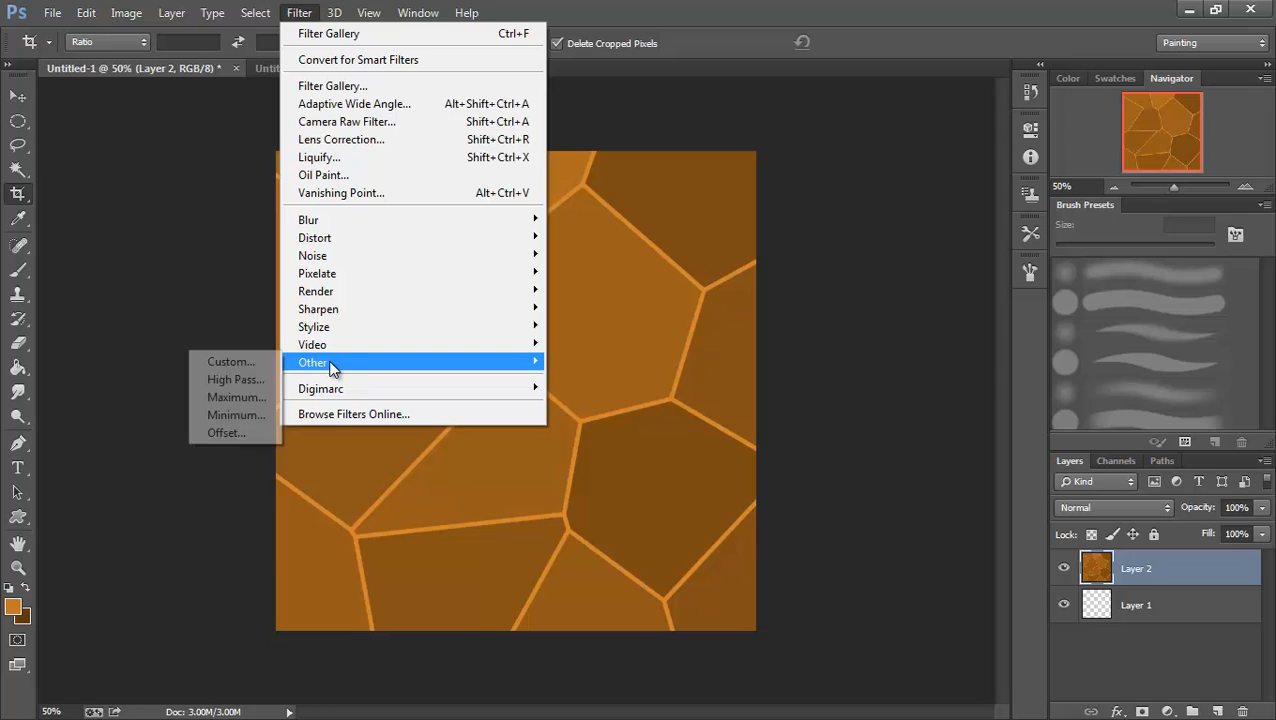 Ps File Edit Image Layer Type Select Filter 3D View Window Help
Ratio Delete Cropped Pixels Painting
Untitled-1 @ 50% (Layer 2, RGB/8) * × Unti
Filter Gallery Ctrl+F
Convert for Smart Filters
Filter Gallery...
Adaptive Wide Angle... Alt+Shift+Ctrl+A
Camera Raw Filter... Shift+Ctrl+A
Lens Correction... Shift+Ctrl+R
Liquify... Shift+Ctrl+X
Oil Paint...
Vanishing Point... Alt+Ctrl+V
Blur
Distort
Noise
Pixelate
Render
Sharpen
Stylize
Video
Other
Digimarc
Browse Filters Online...
Custom...
High Pass...
Maximum...
Minimum...
Offset...
Color Swatches Navigator
50%
Brush Presets
Size:
Layers Channels Paths
Kind
Normal Opacity: 100%
Lock: Fill: 100%
Layer 2
Layer 1
50% Doc: 3.00M/3.00M